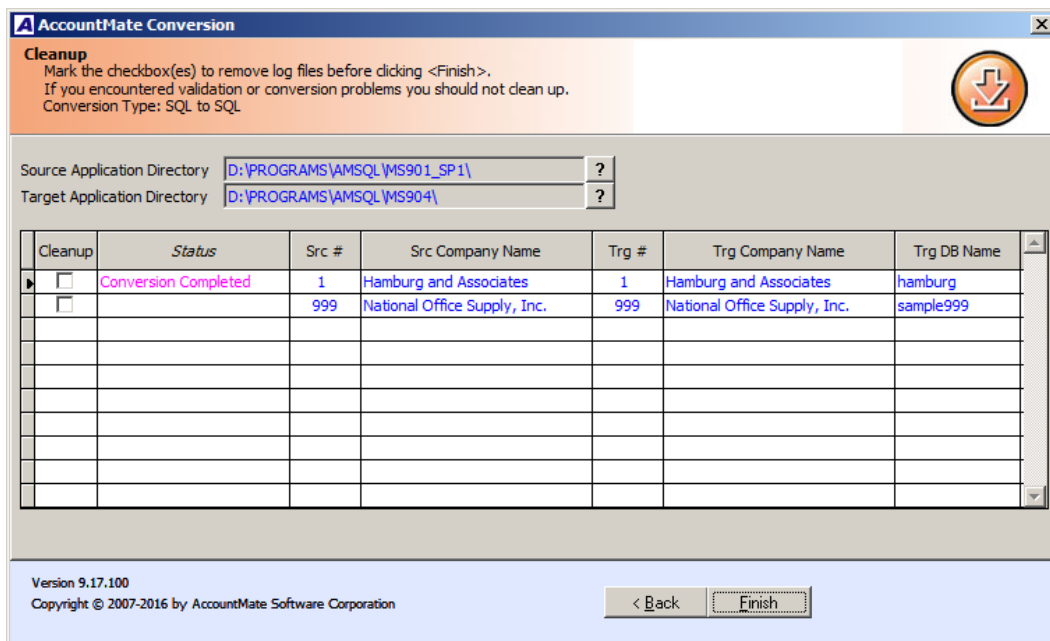 AccountMate Conversion
Cleanup
Mark the checkbox(es) to remove log files before clicking <Finish>.
If you encountered validation or conversion problems you should not clean up.
Conversion Type: SQL to SQL
Source Application Directory D:\PROGRAMS\AMSQL\MS901_SP1\ ?
Target Application Directory D:\PROGRAMS\AMSQL\MS904\ ?
Cleanup Status Src # Src Company Name Trg # Trg Company Name Trg DB Name
Conversion Completed 1 Hamburg and Associates 1 Hamburg and Associates hamburg
999 National Office Supply, Inc. 999 National Office Supply, Inc. sample999
Version 9.17.100
Copyright © 2007-2016 by AccountMate Software Corporation
< Back Finish